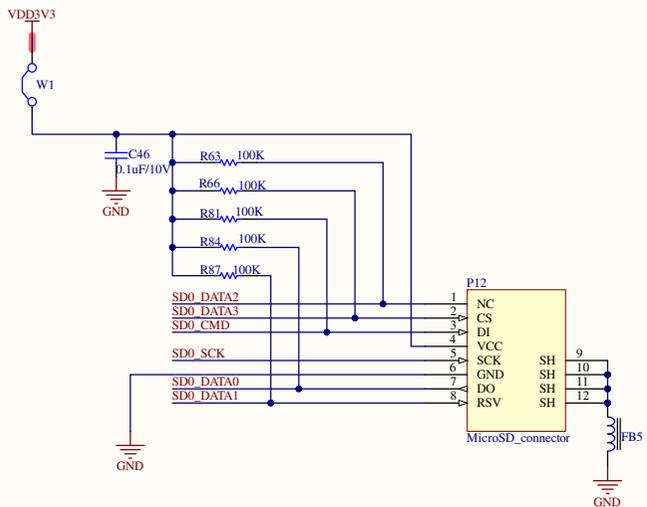 VDD3V3
W1
C46
0.1uF/10V
GND
R63 100K
R66 100K
R81 100K
R84 100K
R87 100K
P12
SD0_DATA2 1 NC
SD0_DATA3 2 CS
SD0_CMD 3 DI
4 VCC
SD0_SCK 5 SCK SH 9
6 GND SH 10
SD0_DATA0 7 DO SH 11
SD0_DATA1 8 RSV SH 12
MicroSD_connector
FB5
GND
GND